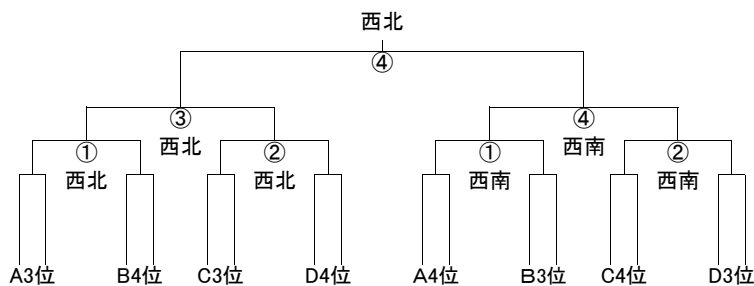 西北
④
③ ④
① 西北 ② ① 西南 ②
西北 西北 西南 西南
A3位 B4位 C3位 D4位 A4位 B3位 C4位 D3位